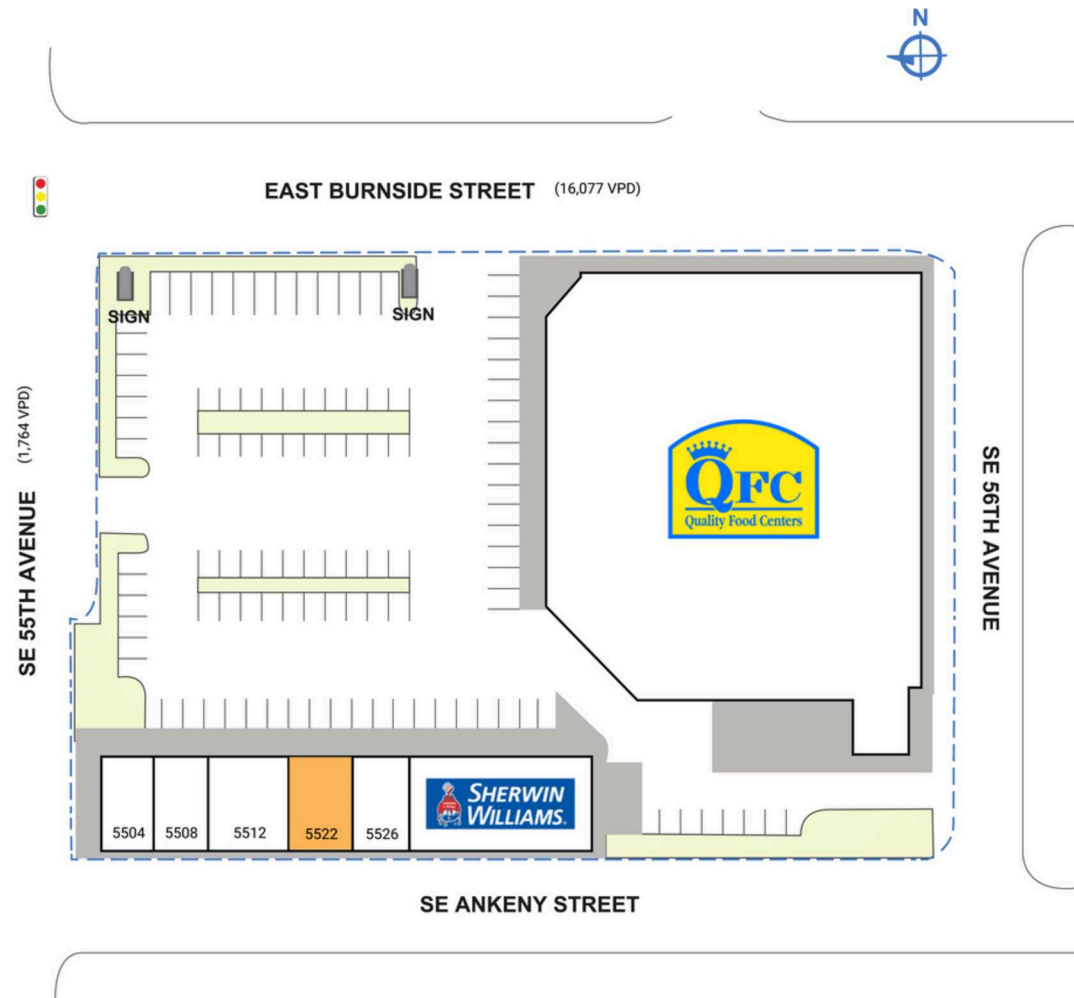 N
EAST BURNSIDE STREET (16,077 VPD)
SIGN
SIGN
SE 55TH AVENUE (1,764 VPD)
QFC
Quality Food Centers
SE 56TH AVENUE
5504
5508
5512
5522
5526
SHERWIN
WILLIAMS.
SE ANKENY STREET